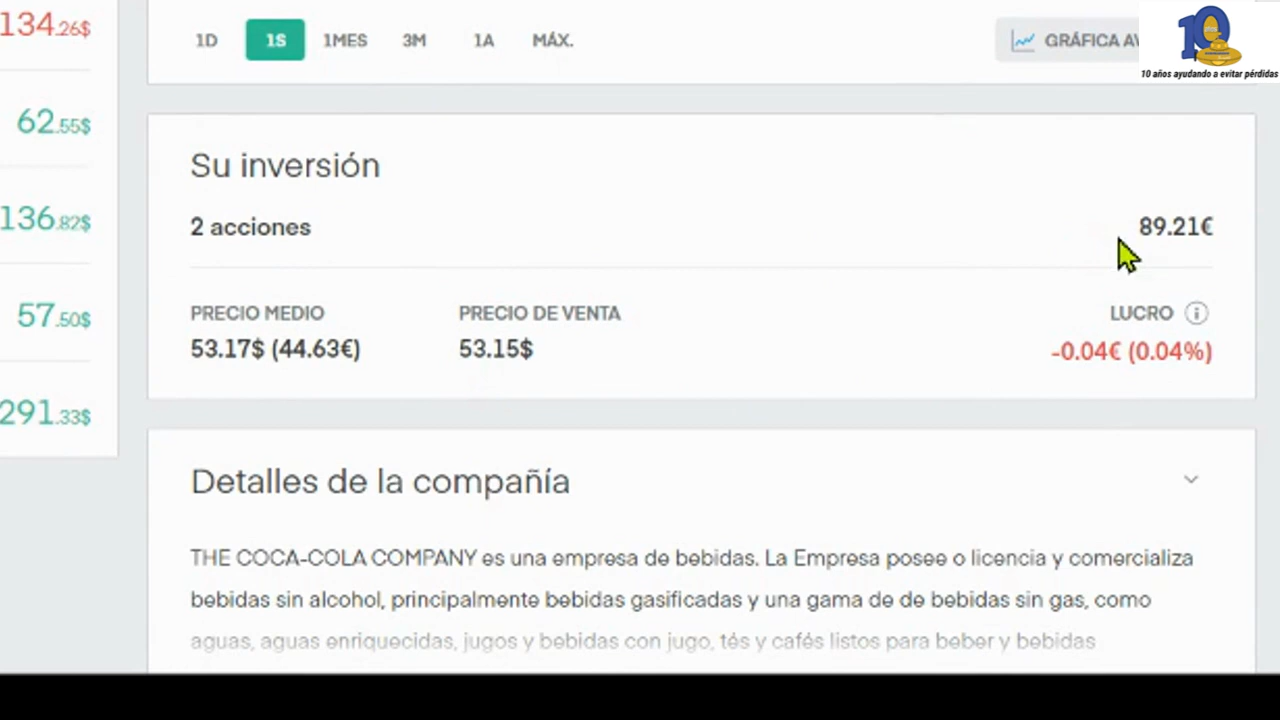 134.26$
62.55$
136.82$
57.50$
291.33$
1D 1S 1MES 3M 1A MÁX.
GRÁFICA AV
10
10 años ayudando a evitar pérdidas
Su inversión
2 acciones 89.21€
PRECIO MEDIO PRECIO DE VENTA LUCRO
53.17$ (44.63€) 53.15$ -0.04€ (0.04%)
Detalles de la compañía
THE COCA-COLA COMPANY es una empresa de bebidas. La Empresa posee o licencia y comercializa
bebidas sin alcohol, principalmente bebidas gasificadas y una gama de de bebidas sin gas, como
aguas, aguas enriquecidas, jugos y bebidas con jugo, tés y cafés listos para beber y bebidas